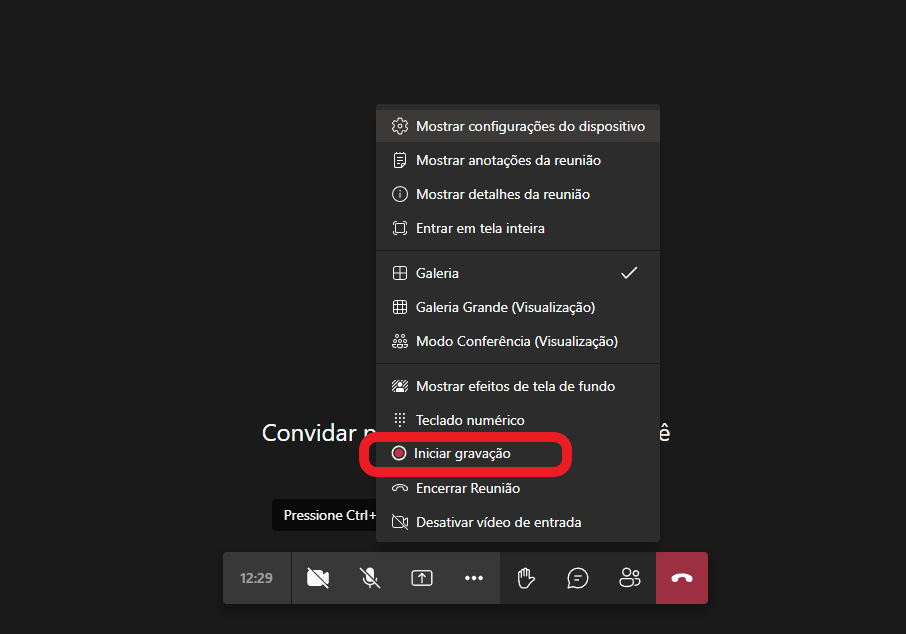 Mostrar configurações do dispositivo
Mostrar anotações da reunião
Mostrar detalhes da reunião
Entrar em tela inteira
Galeria
Galeria Grande (Visualização)
Modo Conferência (Visualização)
Mostrar efeitos de tela de fundo
Teclado numérico
Convidar
Iniciar gravação
Encerrar Reunião
Pressione Ctrl+
Desativar vídeo de entrada
12:29